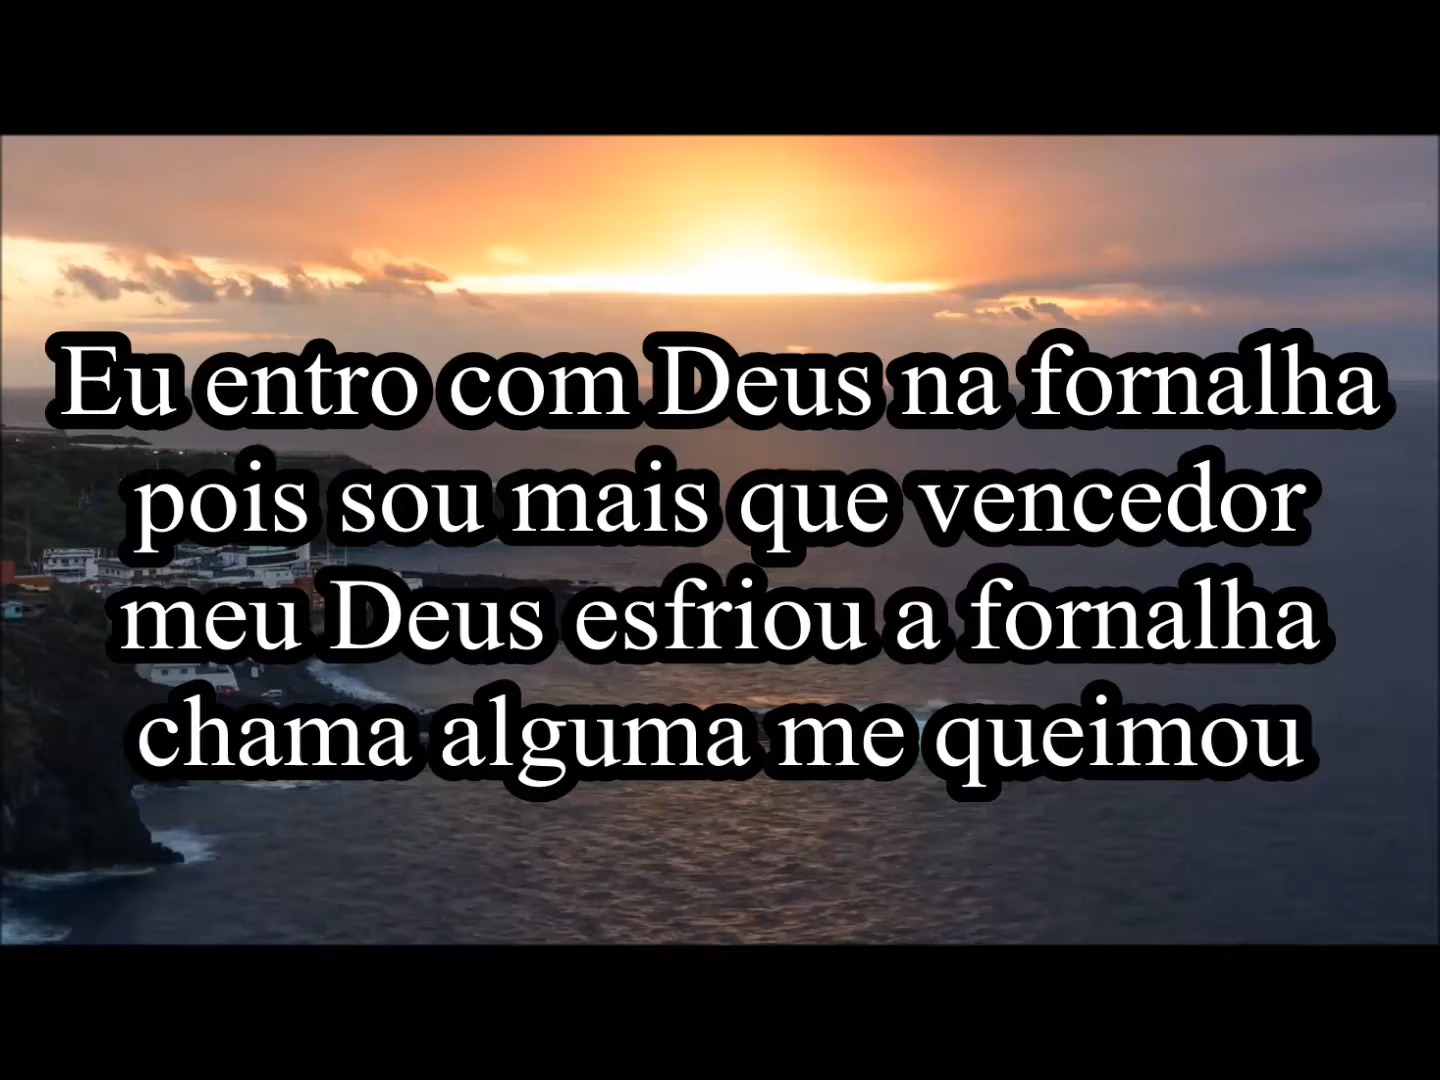 Eu entro com Deus na fornalha
pois sou mais que vencedor
meu Deus esfriou a fornalha
chama alguma me queimou